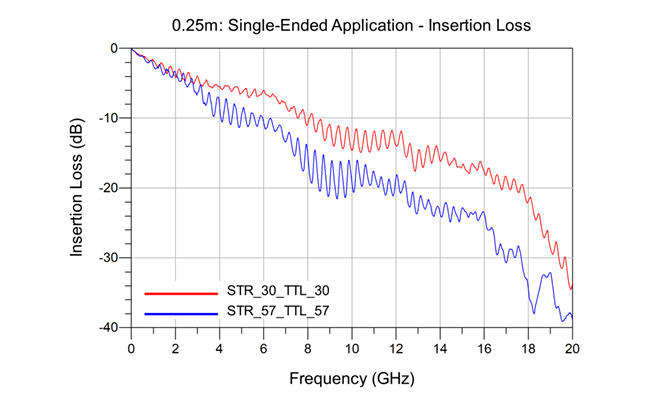 0.25m: Single-Ended Application - Insertion Loss
0
-10
-20
-30
-40
Insertion Loss (dB)
STR_30_TTL_30
STR_57_TTL_57
0 2 4 6 8 10 12 14 16 18 20
Frequency (GHz)